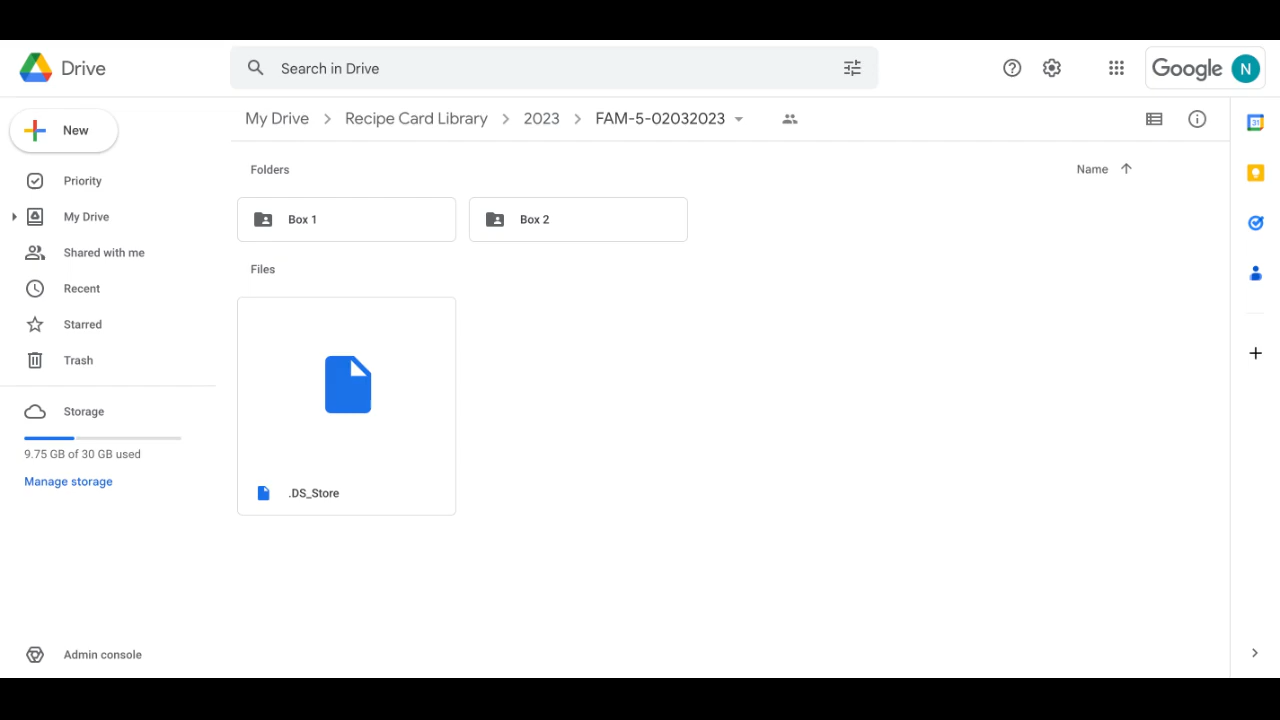 Drive
Search in Drive
Google N
New
My Drive Recipe Card Library 2023 FAM-5-02032023
31
Priority
My Drive
Shared with me
Recent
Starred
Trash
Storage
9.75 GB of 30 GB used
Manage storage
Admin console
Folders
Name
Box 1
Box 2
Files
.DS_Store